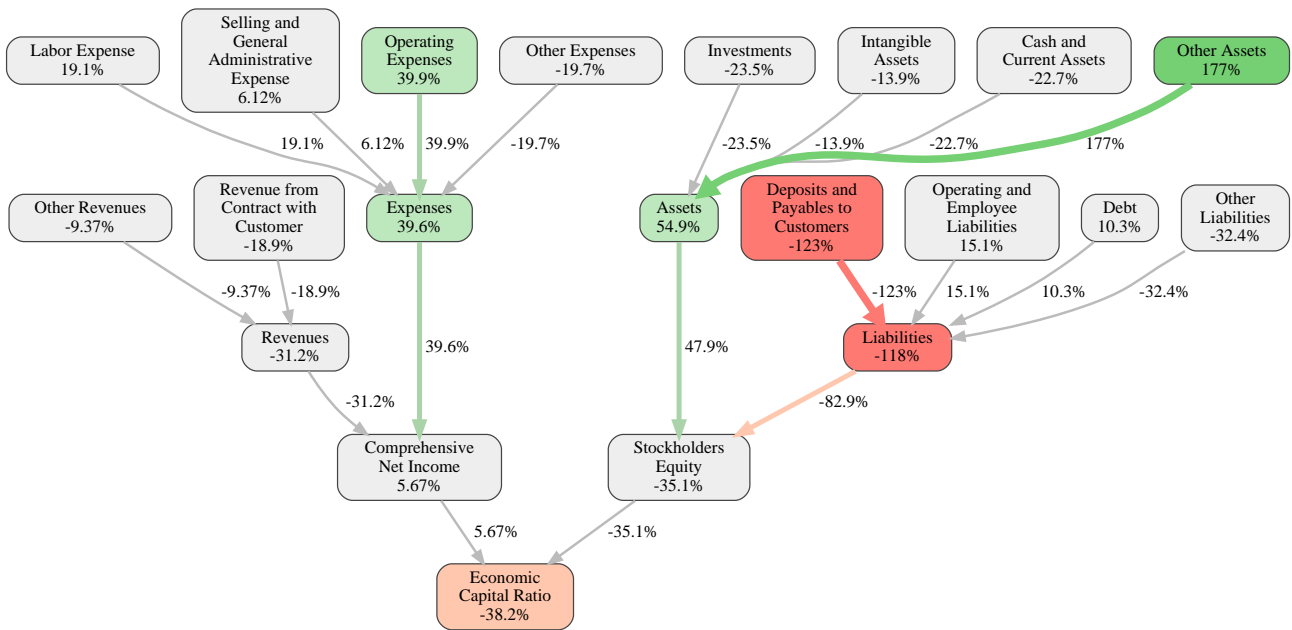 Labor Expense
19.1%
Selling and
General
Administrative
Expense
6.12%
Operating
Expenses
39.9%
Other Expenses
-19.7%
Investments
-23.5%
Intangible
Assets
-13.9%
Cash and
Current Assets
-22.7%
Other Assets
177%
19.1%
6.12%
39.9%
-19.7%
-23.5%
-13.9%
-22.7%
177%
Other Revenues
-9.37%
Revenue from
Contract with
Customer
-18.9%
Expenses
39.6%
Assets
54.9%
Deposits and
Payables to
Customers
-123%
Operating and
Employee
Liabilities
15.1%
Debt
10.3%
Other
Liabilities
-32.4%
-9.37%
-18.9%
-123%
15.1%
10.3%
-32.4%
Revenues
-31.2%
39.6%
47.9%
Liabilities
-118%
-31.2%
-82.9%
Comprehensive
Net Income
5.67%
Stockholders
Equity
-35.1%
5.67%
-35.1%
Economic
Capital Ratio
-38.2%